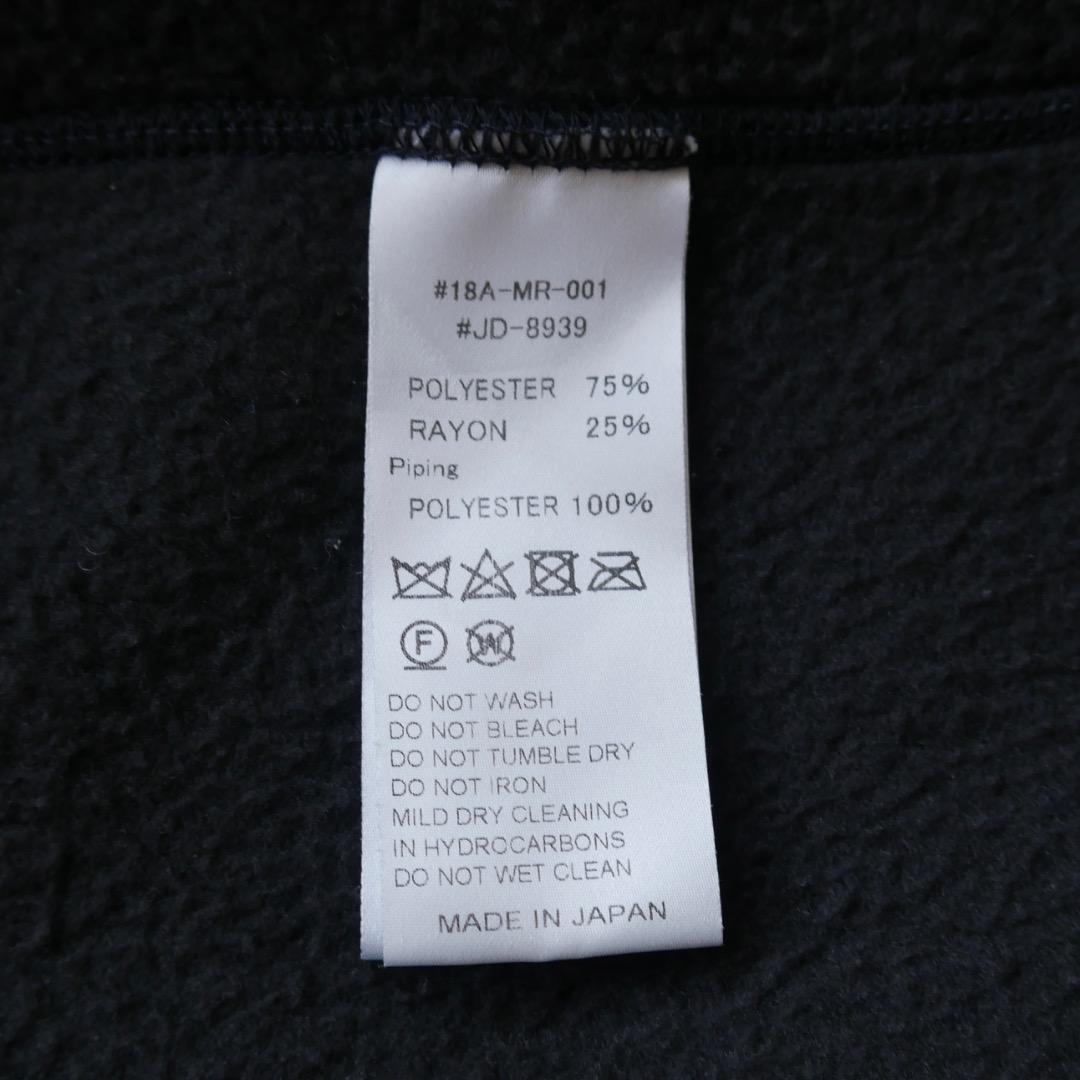 #18A-MR-001
#JD-8939
POLYESTER 75%
RAYON 25%
Piping
POLYESTER 100%
F W
DO NOT WASH
DO NOT BLEACH
DO NOT TUMBLE DRY
DO NOT IRON
MILD DRY CLEANING
IN HYDROCARBONS
DO NOT WET CLEAN
MADE IN JAPAN